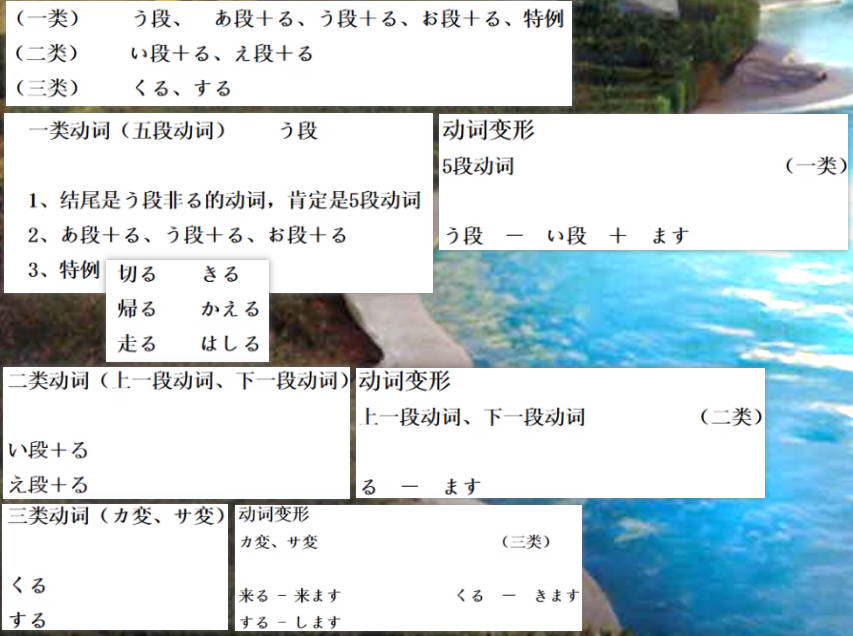 （一类）　う段、　あ段＋る、う段＋る、お段＋る、特例
（二类）　い段＋る、え段＋る
（三类）　くる、する
一类动词（五段动词）　う段
1、结尾是う段非る的动词，肯定是5段动词
2、あ段＋る、う段＋る、お段＋る
3、特例
切る　きる
帰る　かえる
走る　はしる
动词变形
5段动词　（一类）
う段　－　い段　＋　ます
二类动词（上一段动词、下一段动词）
い段＋る
え段＋る
动词变形
上一段动词、下一段动词　（二类）
る　－　ます
三类动词（カ変、サ変）
くる
する
动词变形
カ変、サ変　（三类）
来る－来ます　くる　－　きます
する－します